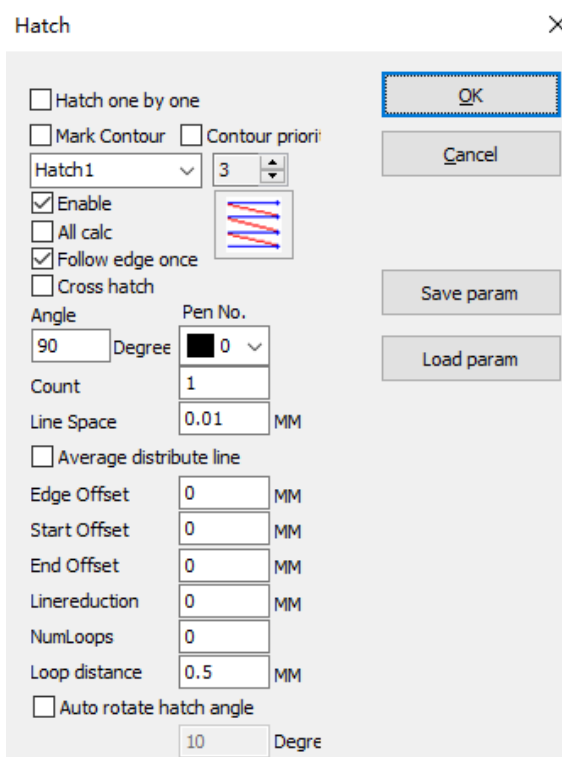 Hatch
Hatch one by one
OK
Mark Contour Contour priori
Cancel
Hatch1 3
Enable
All calc
Follow edge once
Cross hatch
Save param
Angle Pen No.
90 Degree 0
Load param
Count 1
Line Space 0.01 MM
Average distribute line
Edge Offset 0 MM
Start Offset 0 MM
End Offset 0 MM
Linereduction 0 MM
NumLoops 0
Loop distance 0.5 MM
Auto rotate hatch angle
10 Degre